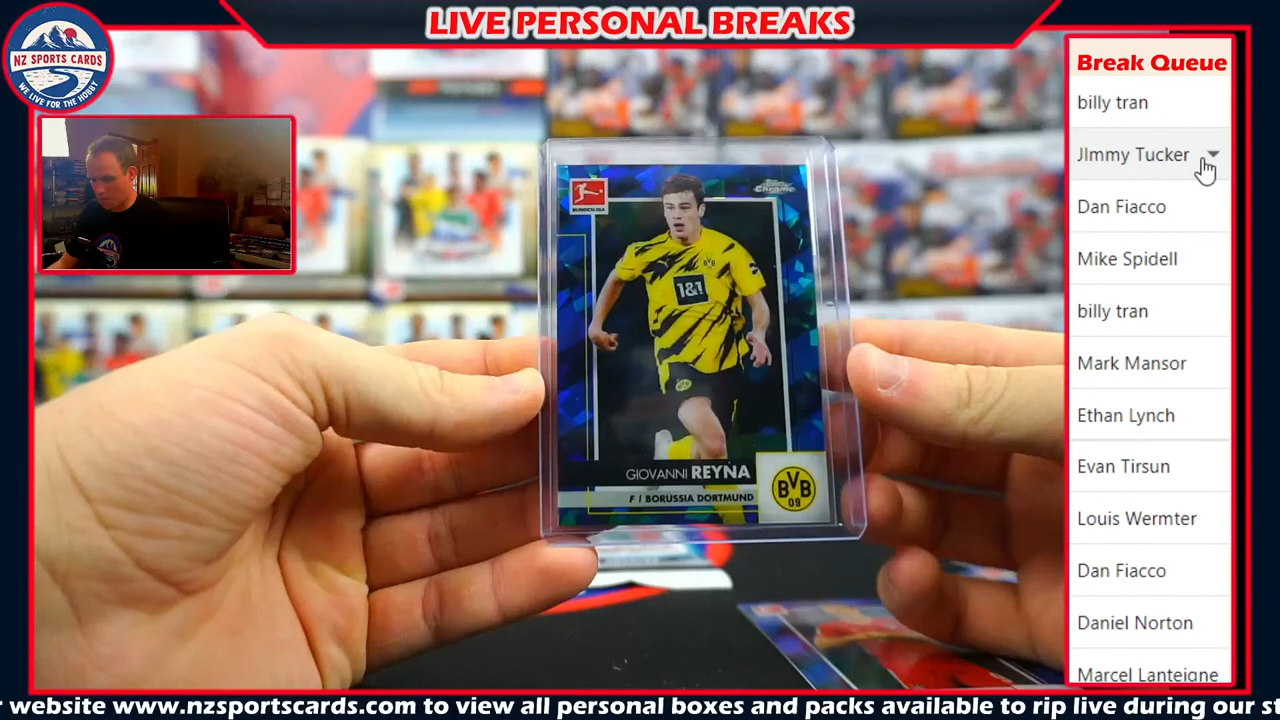 LIVE PERSONAL BREAKS
NZ SPORTS CARDS
WE LIVE FOR THE HOBBY
Break Queue
billy tran
JImmy Tucker
Dan Fiacco
Mike Spidell
billy tran
Mark Mansor
Ethan Lynch
Evan Tirsun
Louis Wermter
Dan Fiacco
Daniel Norton
Marcel Lanteigne
BUNDESLIGA
Topps Chrome
1&1
GIOVANNI REYNA
F / BORUSSIA DORTMUND
BVB
09
r website www.nzsportscards.com to view all personal boxes and packs available to rip live during our st